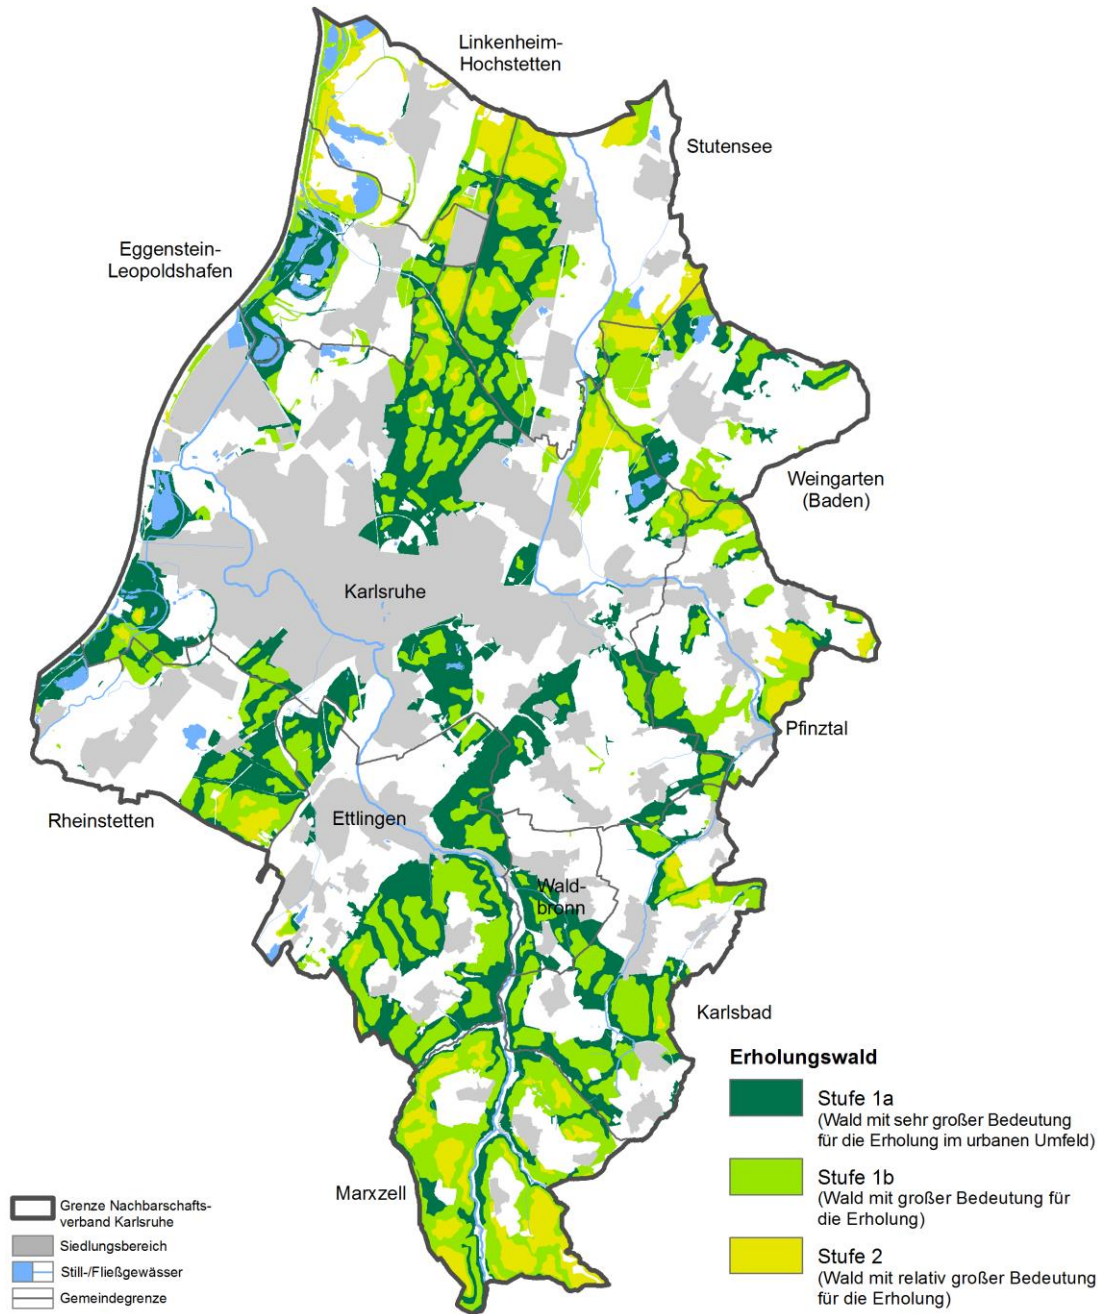 Linkenheim-
Hochstetten
Stutensee
Eggenstein-
Leopoldshafen
Weingarten
(Baden)
Karlsruhe
Pfinztal
Rheinstetten
Ettlingen
Wald-
bronn
Karlsbad
Marxzell
Erholungswald
Stufe 1a
(Wald mit sehr großer Bedeutung
für die Erholung im urbanen Umfeld)
Stufe 1b
(Wald mit großer Bedeutung für
die Erholung)
Stufe 2
(Wald mit relativ großer Bedeutung
für die Erholung)
Grenze Nachbarschafts-
verband Karlsruhe
Siedlungsbereich
Still-/Fließgewässer
Gemeindegrenze